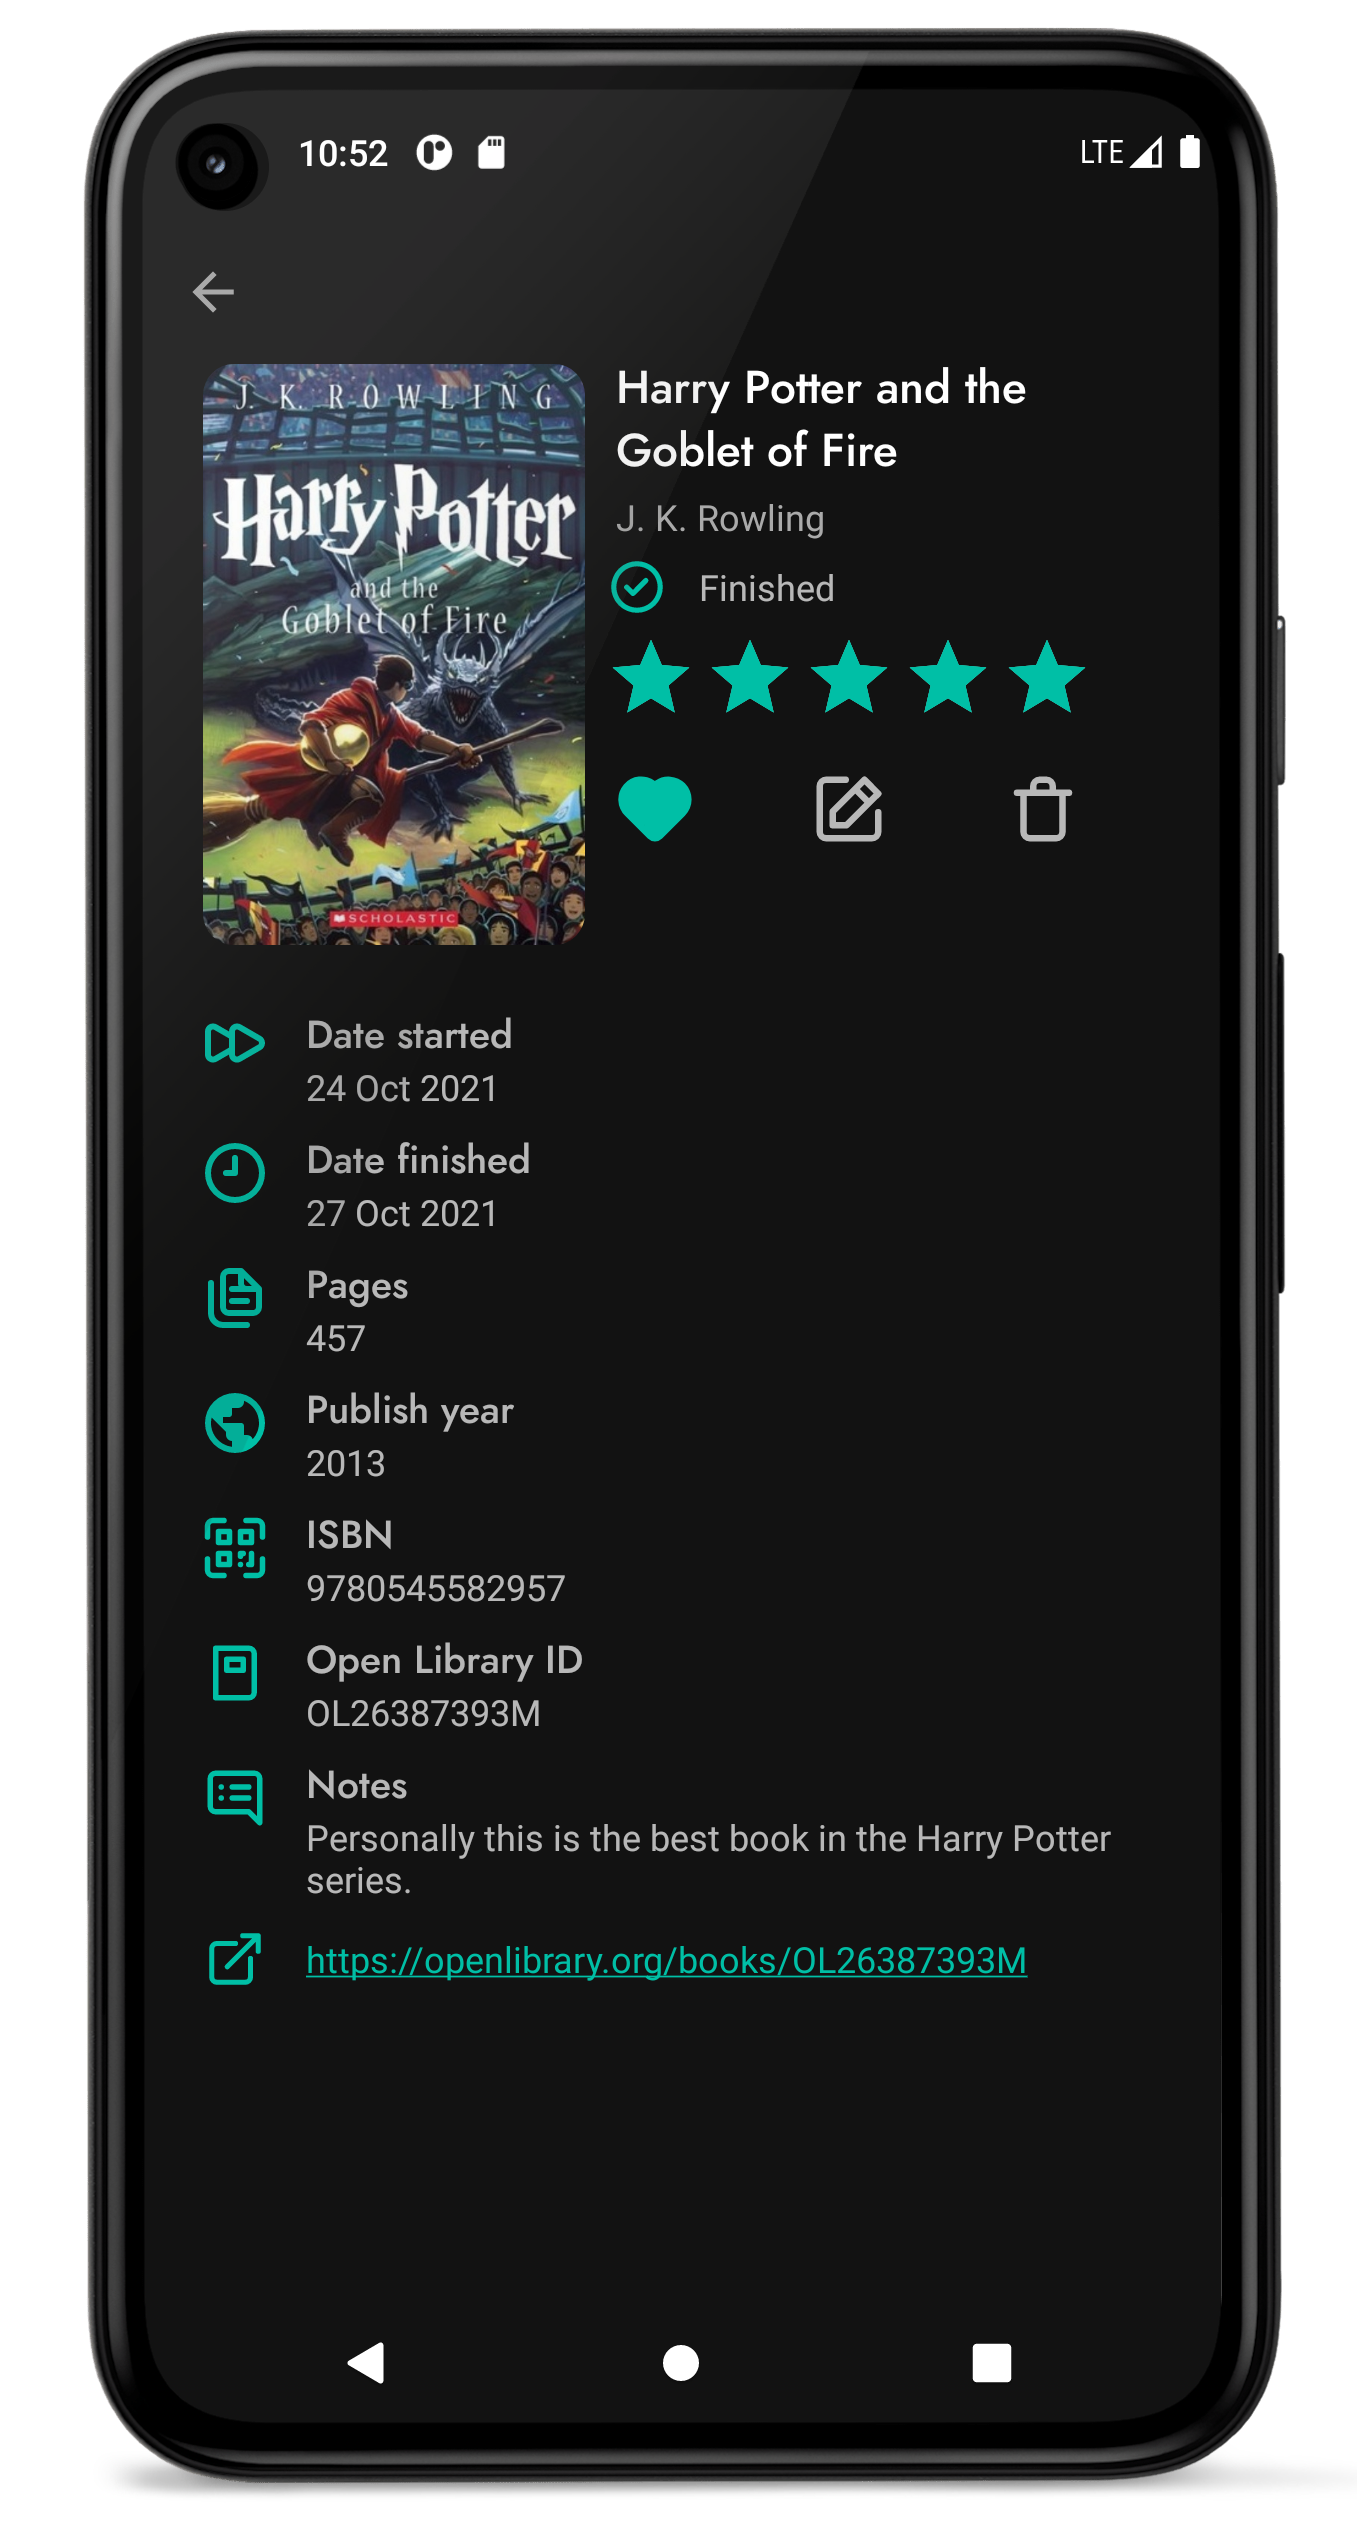 10:52
LTE
J. K. ROWLING
Harry Potter
and the
Goblet of Fire
SCHOLASTIC
Harry Potter and the
Goblet of Fire
J. K. Rowling
Finished
Date started
24 Oct 2021
Date finished
27 Oct 2021
Pages
457
Publish year
2013
ISBN
9780545582957
Open Library ID
OL26387393M
Notes
Personally this is the best book in the Harry Potter
series.
https://openlibrary.org/books/OL26387393M